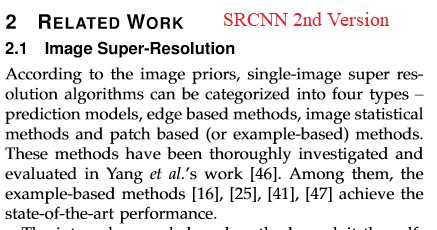 2 RELATED WORK SRCNN 2nd Version
2.1 Image Super-Resolution
According to the image priors, single-image super res-
olution algorithms can be categorized into four types –
prediction models, edge based methods, image statistical
methods and patch based (or example-based) methods.
These methods have been thoroughly investigated and
evaluated in Yang et al.'s work [46]. Among them, the
example-based methods [16], [25], [41], [47] achieve the
state-of-the-art performance.